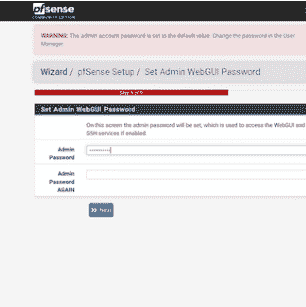 pfSense
COMMUNITY EDITION
WARNING: The admin account password is set to the default value. Change the password in the User
Manager.
Wizard / pfSense Setup / Set Admin WebGUI Password
Set Admin WebGUI Password
On this screen the admin password will be set, which is used to access the WebGUI and
SSH services if enabled.
Admin
Password
Admin
Password
AGAIN
Next